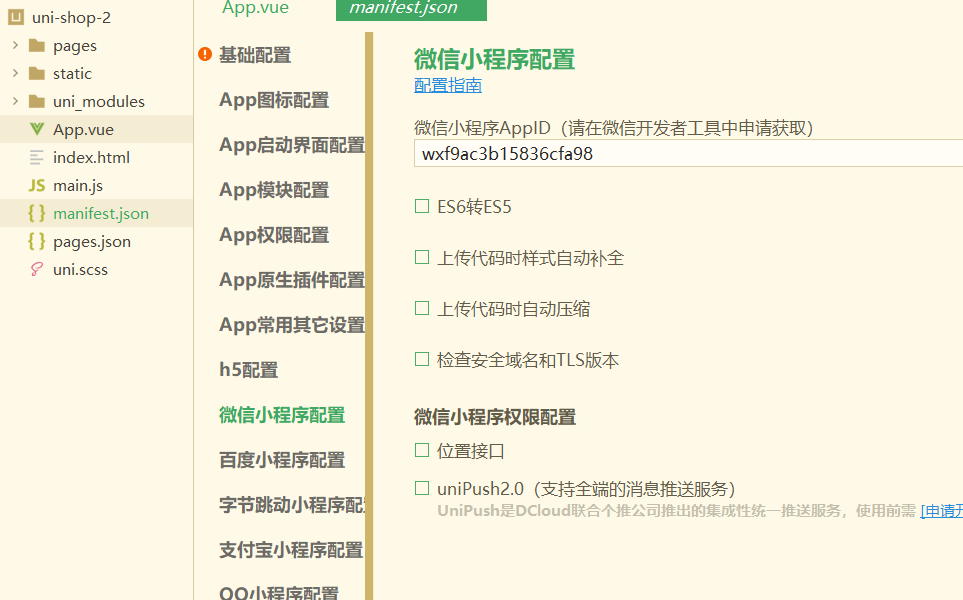 uni-shop-2
pages
static
uni_modules
App.vue
index.html
JS main.js
{ } manifest.json
{ } pages.json
uni.scss
App.vue
manifest.json
基础配置
App图标配置
App启动界面配置
App模块配置
App权限配置
App原生插件配置
App常用其它设置
h5配置
微信小程序配置
百度小程序配置
字节跳动小程序配
支付宝小程序配置
QQ小程序配置
微信小程序配置
配置指南
微信小程序AppID（请在微信开发者工具中申请获取）
wxf9ac3b15836cfa98
ES6转ES5
上传代码时样式自动补全
上传代码时自动压缩
检查安全域名和TLS版本
微信小程序权限配置
位置接口
uniPush2.0（支持全端的消息推送服务）
UniPush是DCloud联合个推公司推出的集成性统一推送服务，使用前需 [申请开